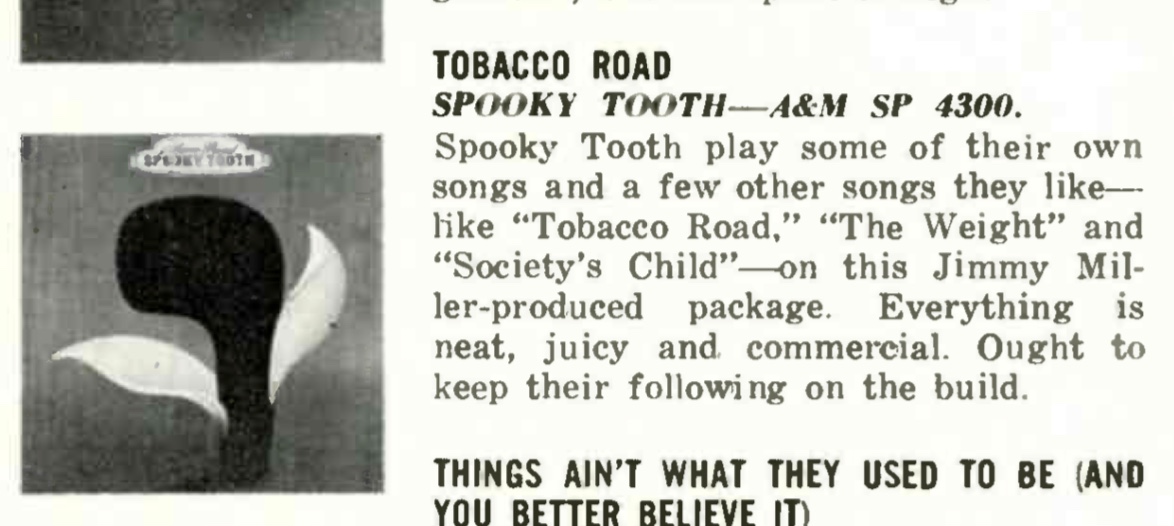 TOBACCO ROAD
SPOOKY TOOTH—A&M SP 4300.
SPOOKY TOOTH
Spooky Tooth play some of their own
songs and a few other songs they like—
like “Tobacco Road,” “The Weight” and
“Society's Child”—on this Jimmy Mil-
ler-produced package. Everything is
neat, juicy and commercial. Ought to
keep their following on the build.
THINGS AIN'T WHAT THEY USED TO BE (AND
YOU BETTER BELIEVE IT)